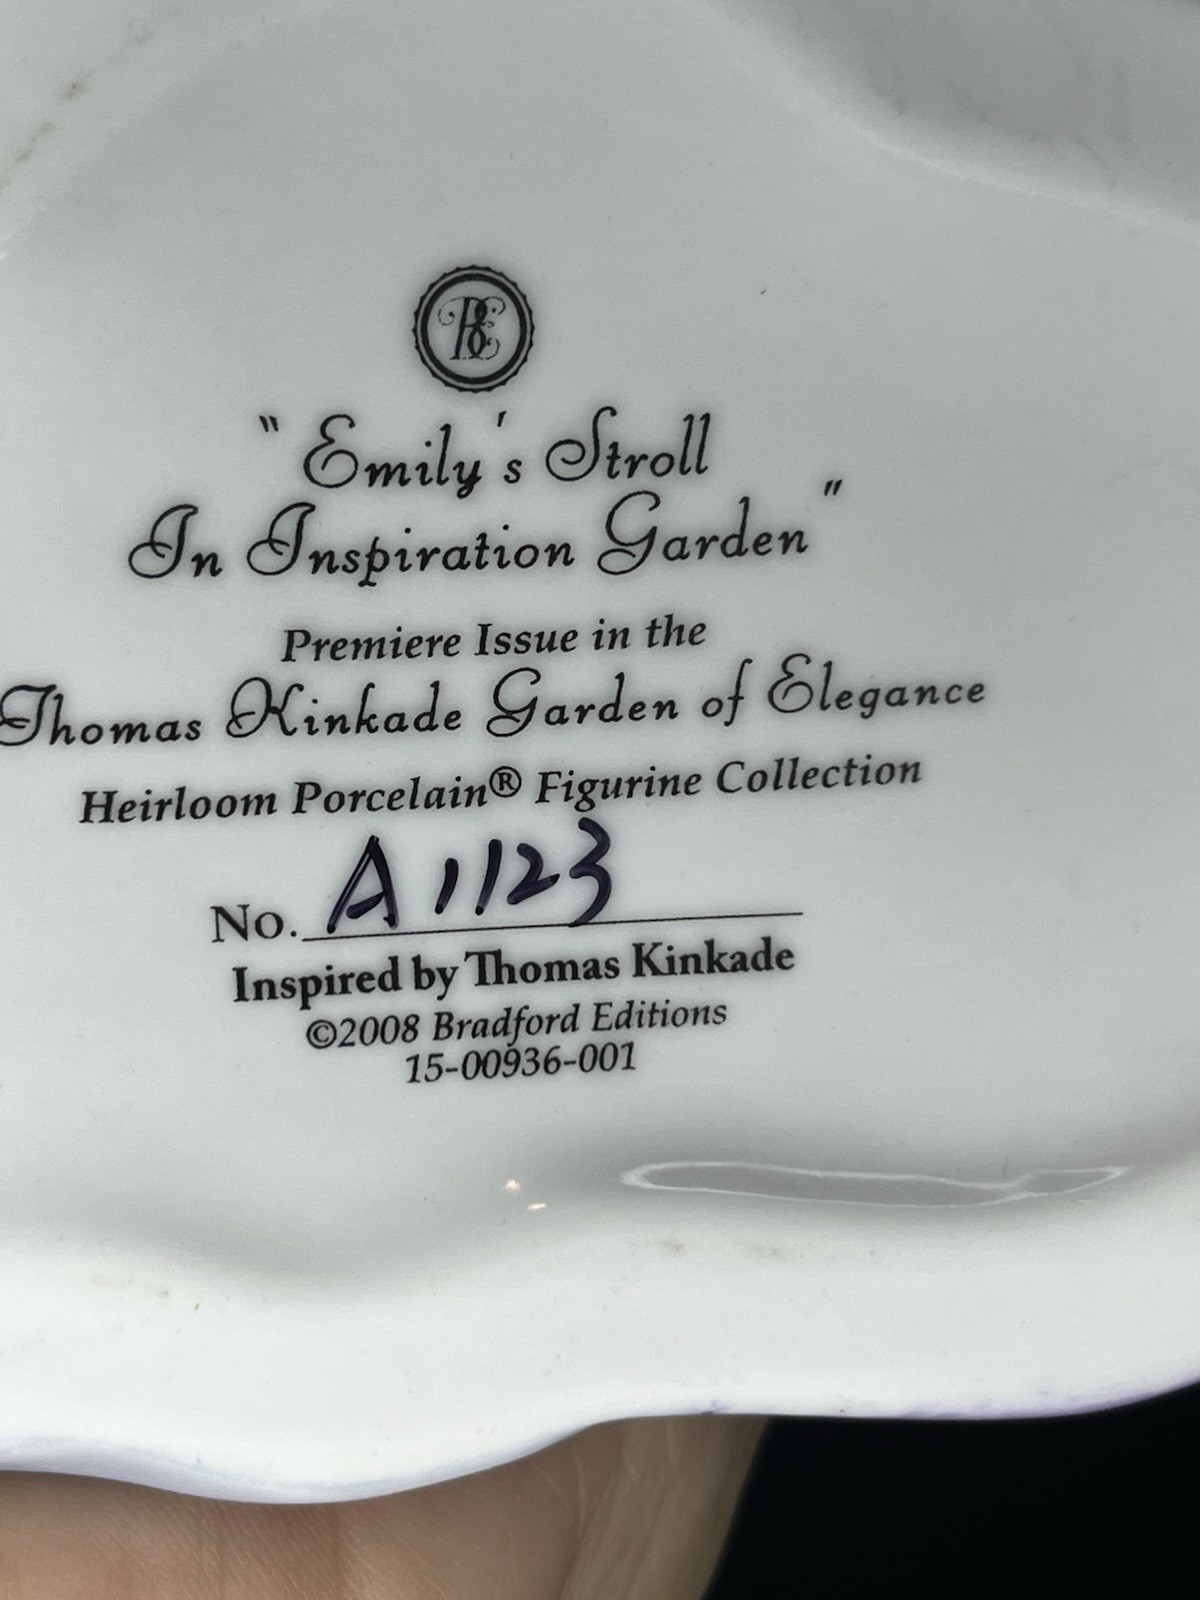 BE
"Emily's Stroll
In Inspiration Garden"
Premiere Issue in the
Thomas Kinkade Garden of Elegance
Heirloom Porcelain® Figurine Collection
No. A1123
Inspired by Thomas Kinkade
©2008 Bradford Editions
15-00936-001